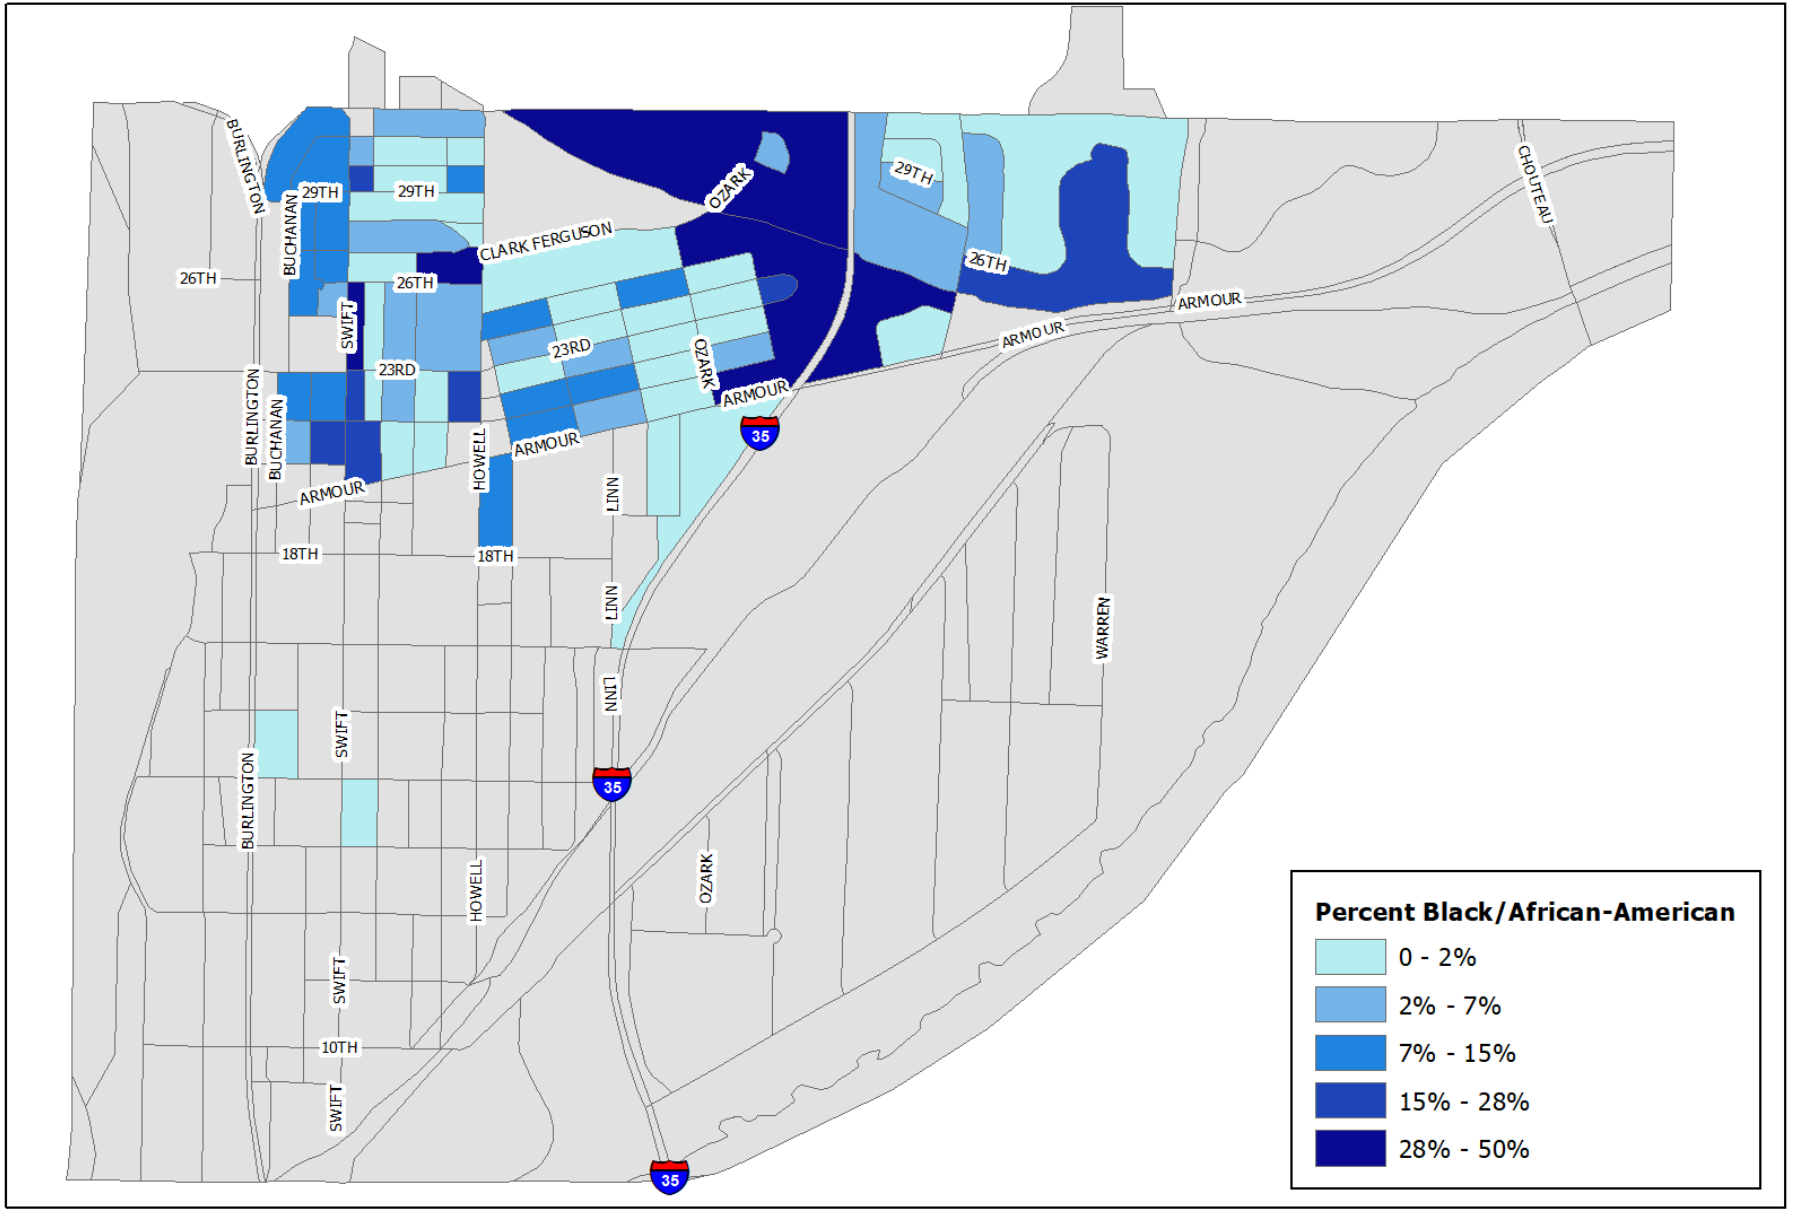 BURLINGTON
CHOUTEAU
29TH
29TH
29TH
OZARK
BUCHANAN
CLARK FERGUSON
26TH
26TH
26TH
ARMOUR
SWIFT
ARMOUR
23RD
OZARK
23RD
ARMOUR
BURLINGTON
BUCHANAN
35
HOWELL
ARMOUR
ARMOUR
LINN
18TH
18TH
LINN
WARREN
LINN
SWIFT
BURLINGTON
35
HOWELL
OZARK
SWIFT
10TH
SWIFT
35
Percent Black/African-American
0 - 2%
2% - 7%
7% - 15%
15% - 28%
28% - 50%